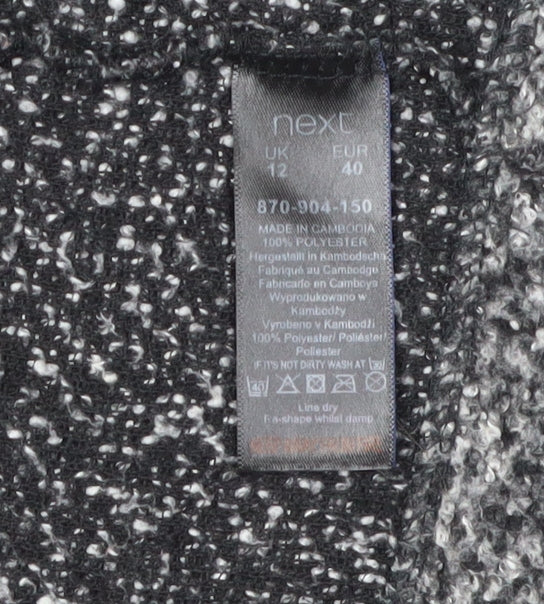 next
UK EUR
12 40
870-904-150
MADE IN CAMBODIA
100% POLYESTER
Hergestellt in Kambodscha
Fabriqué au Cambodge
Fabricado en Camboya
Wyprodukowano w
Kambodży
Vyrobeno v Kambodži
100% Polyester/ Poliéster/
Poliester
IF IT'S NOT DIRTY WASH AT
40
Line dry
Re-shape whilst damp